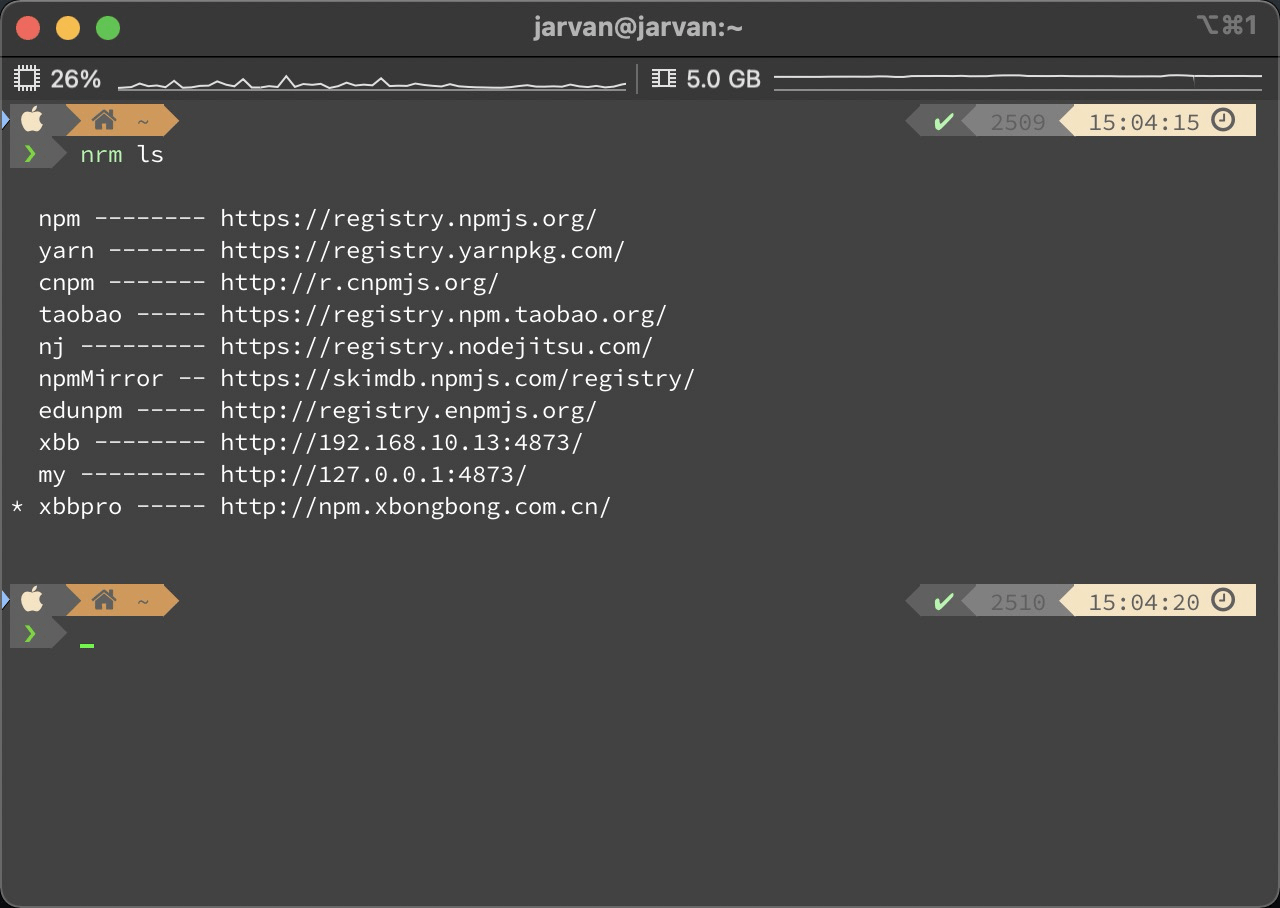 jarvan@jarvan:~ ⌥⌘1
26% 5.0 GB
~ ✔ 2509 15:04:15
❯ nrm ls
npm -------- https://registry.npmjs.org/
yarn ------- https://registry.yarnpkg.com/
cnpm ------- http://r.cnpmjs.org/
taobao ----- https://registry.npm.taobao.org/
nj --------- https://registry.nodejitsu.com/
npmMirror -- https://skimdb.npmjs.com/registry/
edunpm ----- http://registry.enpmjs.org/
xbb -------- http://192.168.10.13:4873/
my --------- http://127.0.0.1:4873/
* xbbpro ----- http://npm.xbongbong.com.cn/
~ ✔ 2510 15:04:20
❯